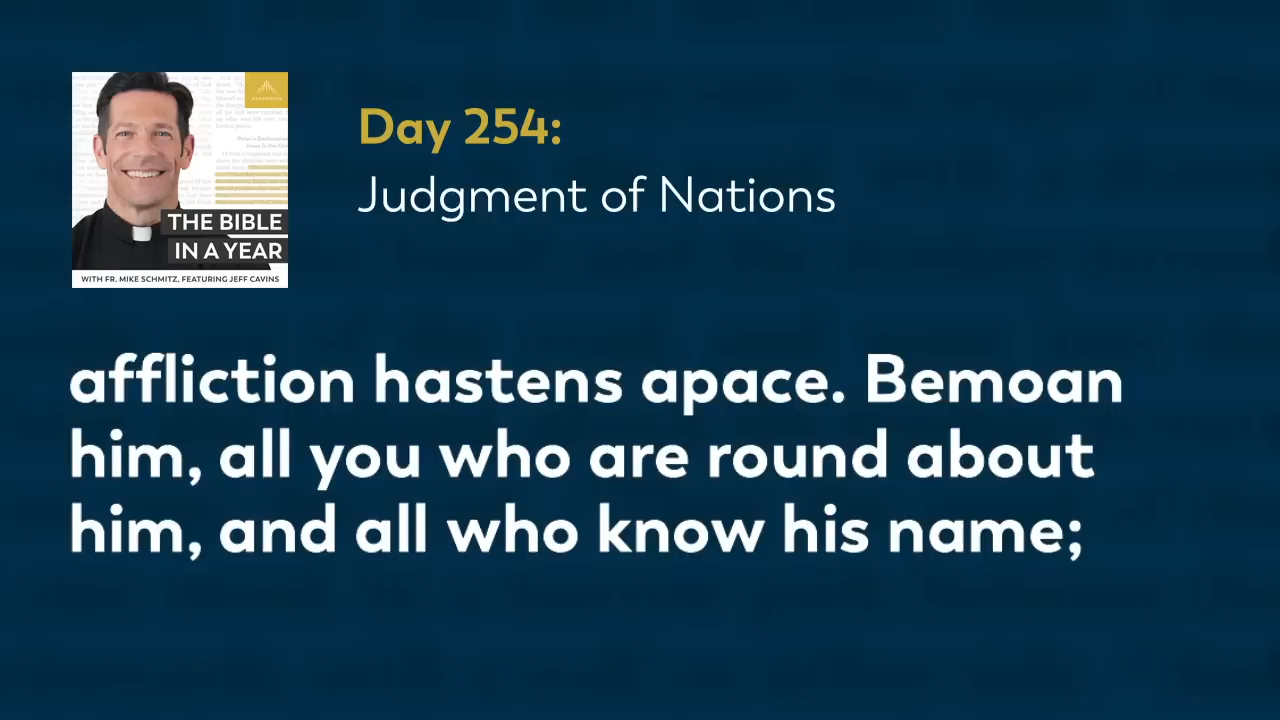 Day 254:
Judgment of Nations
THE BIBLE
IN A YEAR
WITH FR. MIKE SCHMITZ, FEATURING JEFF CAVINS
affliction hastens apace. Bemoan
him, all you who are round about
him, and all who know his name;